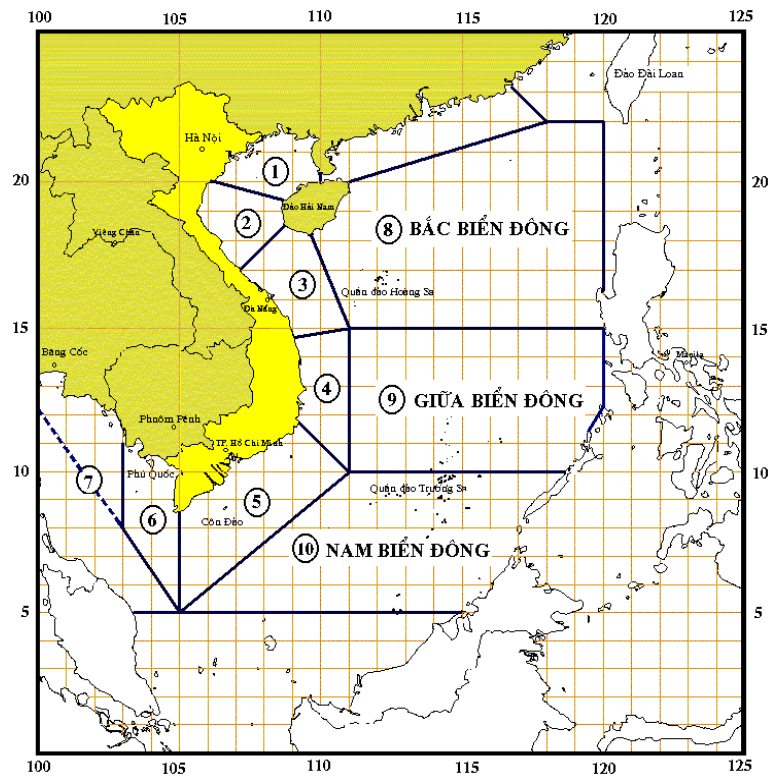 100 105 110 115 120 125
Đảo Đài Loan
Hà Nội
①
20 20
Đảo Hải Nam
②
⑧ BẮC BIỂN ĐÔNG
Viêng Chăn
③
Quần đảo Hoàng Sa
Đà Nẵng
15 15
Băng Cốc
Manila
④
⑨ GIỮA BIỂN ĐÔNG
Phnôm Pênh
TP. Hồ Chí Minh
10 10
Phú Quốc
⑦
Quần đảo Trường Sa
⑤
⑥
Côn Đảo
⑩ NAM BIỂN ĐÔNG
5 5
100 105 110 115 120 125